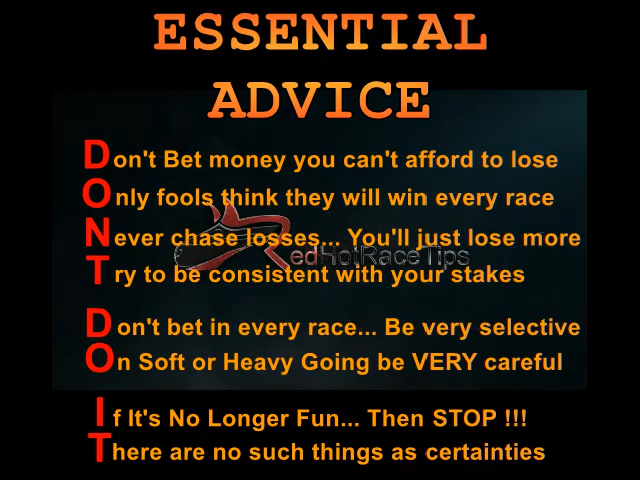 ESSENTIAL
ADVICE
Don't Bet money you can't afford to lose
Only fools think they will win every race
Never chase losses... You'll just lose more
RedHotRaceTips
Try to be consistent with your stakes
Don't bet in every race... Be very selective
On Soft or Heavy Going be VERY careful
If It's No Longer Fun... Then STOP !!!
There are no such things as certainties